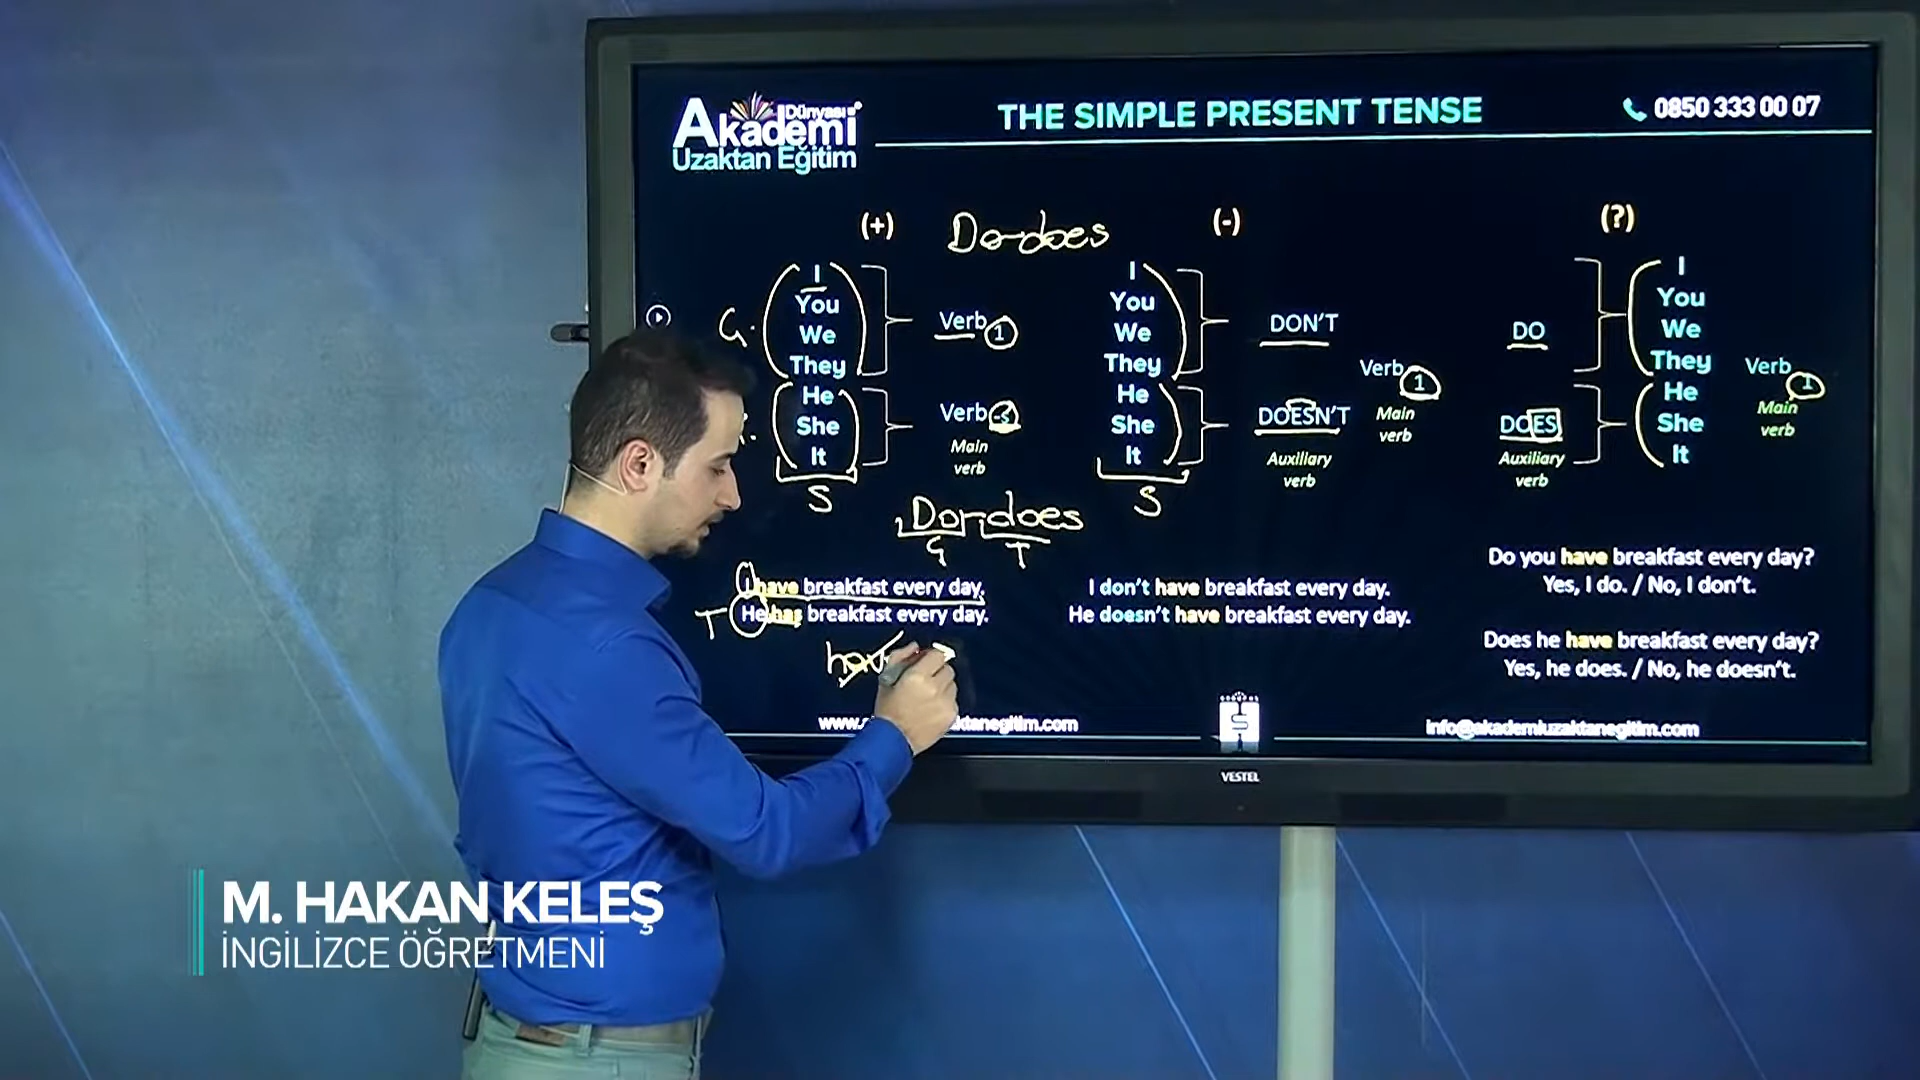 Akademi Dünyası
Uzaktan Eğitim
THE SIMPLE PRESENT TENSE
0850 333 00 07
(+)
Do-does
(-)
(?)
G.
I
You
We
They
He
She
It
S
Verb 1
Verb -s
Main
verb
I
You
We
They
He
She
It
S
DON'T
DOESN'T
Auxiliary
verb
Verb 1
Main
verb
DO
DOES
Auxiliary
verb
I
You
We
They
He
She
It
Verb 1
Main
verb
Do-does
Ç T
I have breakfast every day.
T
He has breakfast every day.
I don't have breakfast every day.
He doesn't have breakfast every day.
Do you have breakfast every day?
Yes, I do. / No, I don't.
Does he have breakfast every day?
Yes, he does. / No, he doesn't.
info@akademiuzaktanegitim.com
S
VESTEL
M. HAKAN KELEŞ
İNGİLİZCE ÖĞRETMENİ